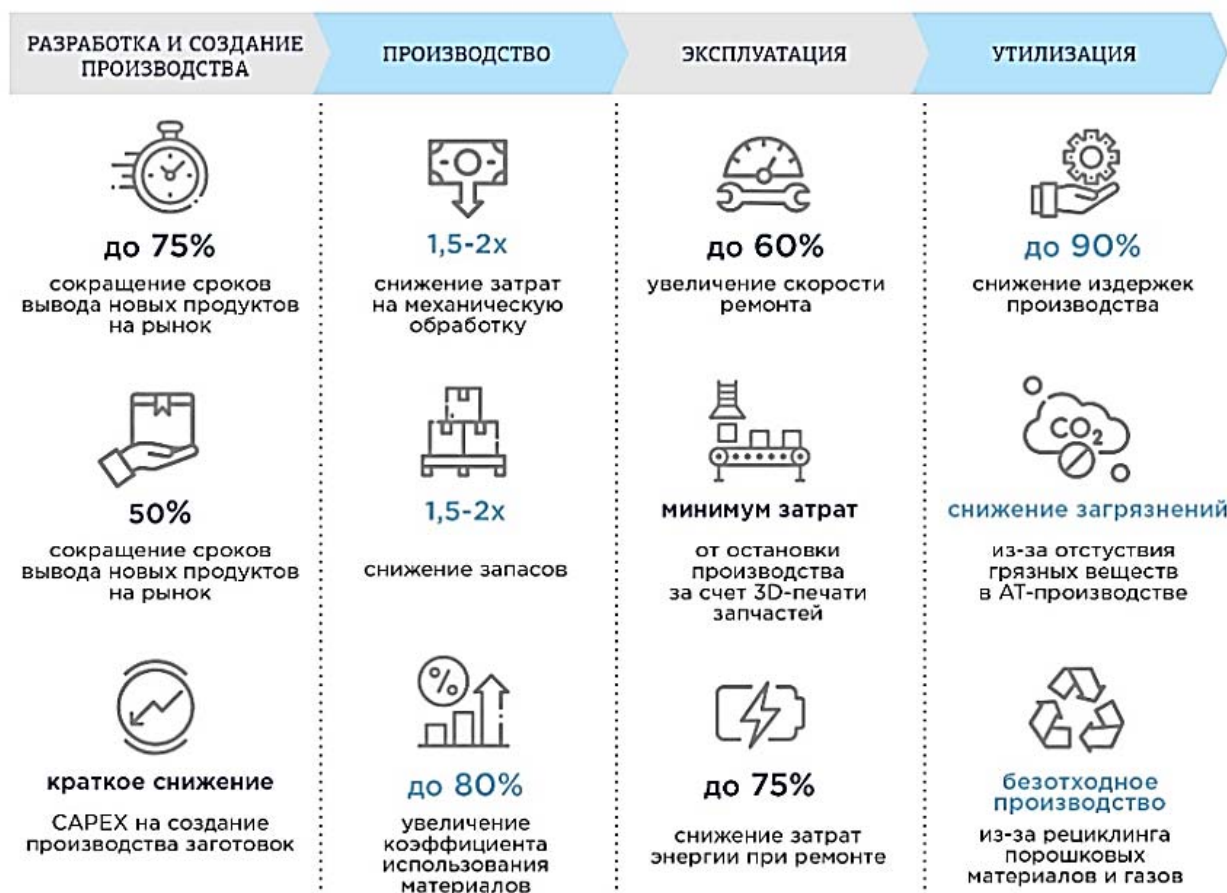 РАЗРАБОТКА И СОЗДАНИЕ
ПРОИЗВОДСТВА
ПРОИЗВОДСТВО
ЭКСПЛУАТАЦИЯ
УТИЛИЗАЦИЯ
до 75%
сокращение сроков
вывода новых продуктов
на рынок
1,5-2x
снижение затрат
на механическую
обработку
до 60%
увеличение скорости
ремонта
до 90%
снижение издержек
производства
50%
сокращение сроков
вывода новых продуктов
на рынок
1,5-2x
снижение запасов
минимум затрат
от остановки
производства
за счет 3D-печати
запчастей
CO2
снижение загрязнений
из-за отстуствия
грязных веществ
в АТ-производстве
краткое снижение
CAPEX на создание
производства заготовок
%
до 80%
увеличение
коэффициента
использования
материалов
до 75%
снижение затрат
энергии при ремонте
безотходное
производство
из-за рециклинга
порошковых
материалов и газов